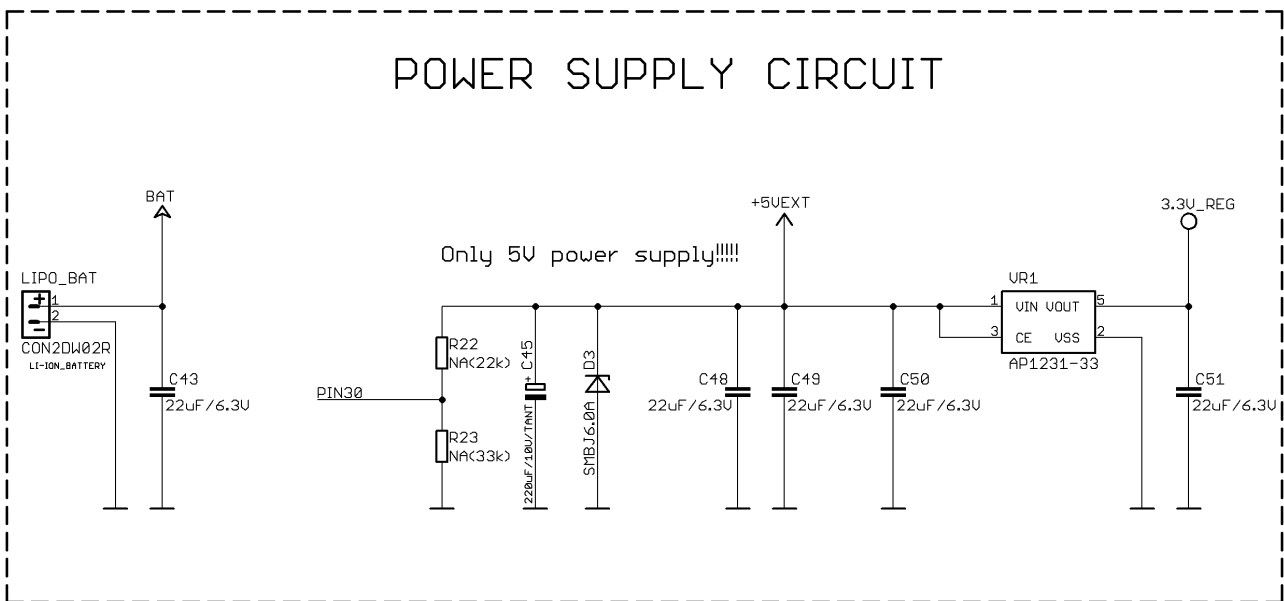 POWER SUPPLY CIRCUIT
BAT
+5VEXT
3.3V_REG
Only 5V power supply!!!!!
LIPO_BAT
VR1
+
1
2
-
CON2DW02R
LI-ION_BATTERY
1 VIN VOUT 5
3 CE VSS 2
AP1231-33
R22
NA(22k)
C45
+
220uF/10V/TANT
D3
SMBJ6.0A
C43
22uF/6.3V
PIN30
R23
NA(33k)
C48
22uF/6.3V
C49
22uF/6.3V
C50
22uF/6.3V
C51
22uF/6.3V